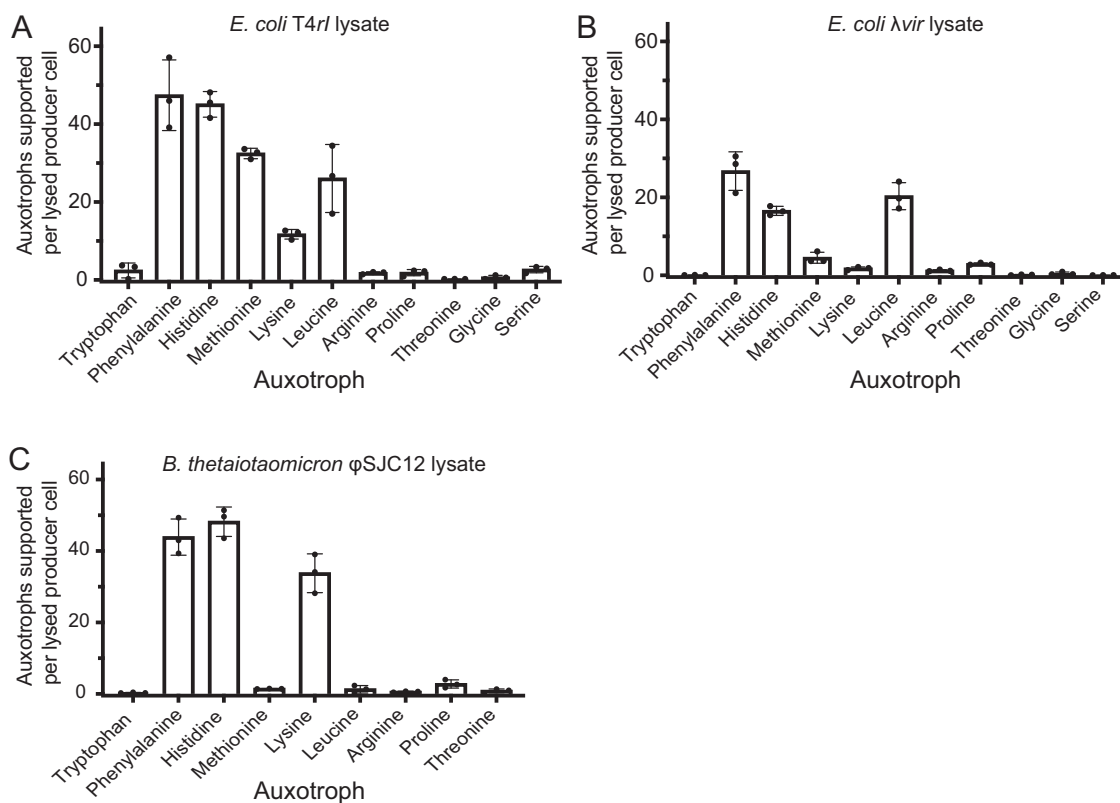 A
E. coli T4rI lysate
Auxotrophs supported
per lysed producer cell
60
40
20
0
Tryptophan
Phenylalanine
Histidine
Methionine
Lysine
Leucine
Arginine
Proline
Threonine
Glycine
Serine
Auxotroph
B
E. coli λvir lysate
Auxotrophs supported
per lysed producer cell
60
40
20
0
Tryptophan
Phenylalanine
Histidine
Methionine
Lysine
Leucine
Arginine
Proline
Threonine
Glycine
Serine
Auxotroph
C
B. thetaiotaomicron φSJC12 lysate
Auxotrophs supported
per lysed producer cell
60
40
20
0
Tryptophan
Phenylalanine
Histidine
Methionine
Lysine
Leucine
Arginine
Proline
Threonine
Auxotroph